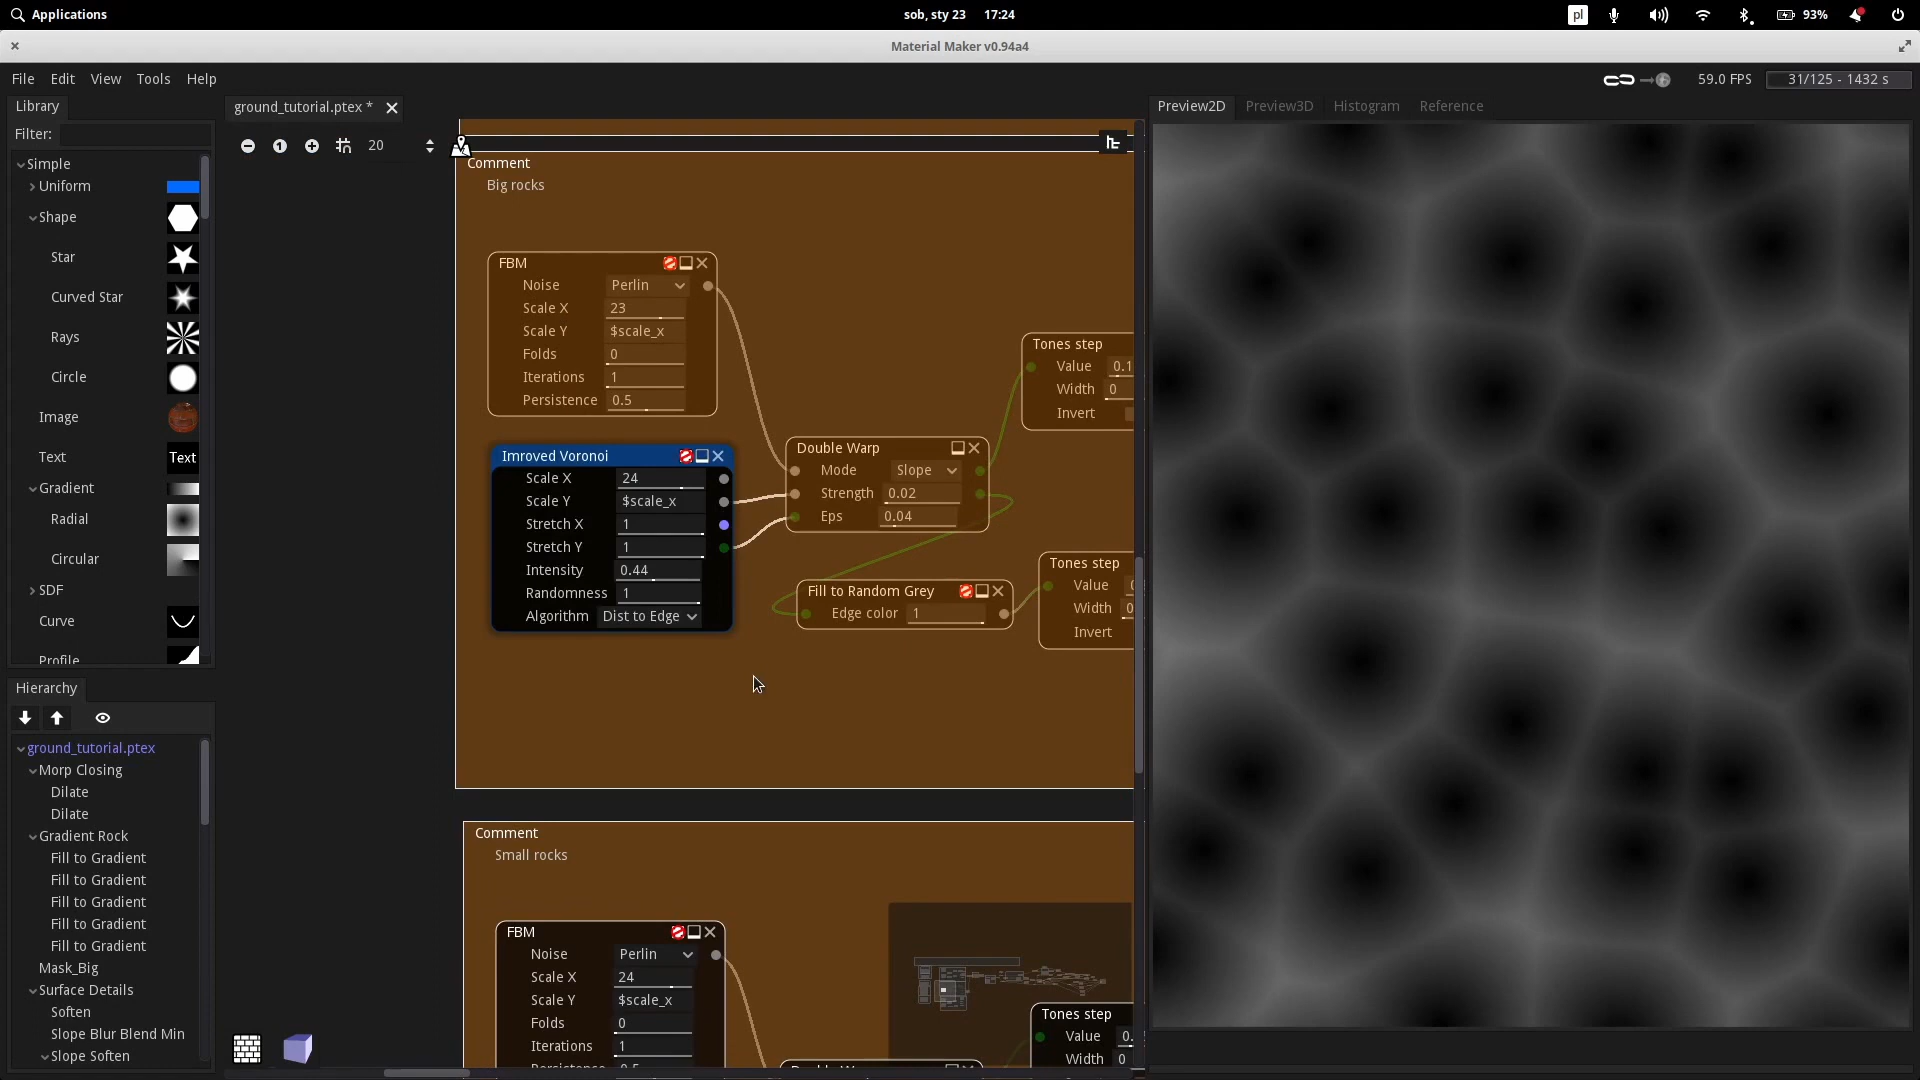 Applications
sob, sty 23 17:24
pl
93%
Material Maker v0.94a4
File Edit View Tools Help
59.0 FPS
31/125 - 1432 s
Library
Filter:
Simple
Uniform
Shape
Star
Curved Star
Rays
Circle
Image
Text
Text
Gradient
Radial
Circular
SDF
Curve
Profile
Hierarchy
ground_tutorial.ptex
Morp Closing
Dilate
Dilate
Gradient Rock
Fill to Gradient
Fill to Gradient
Fill to Gradient
Fill to Gradient
Fill to Gradient
Mask_Big
Surface Details
Soften
Slope Blur Blend Min
Slope Soften
ground_tutorial.ptex *
1
20
Comment
Big rocks
FBM
Noise Perlin
Scale X 23
Scale Y $scale_x
Folds 0
Iterations 1
Persistence 0.5
Imroved Voronoi
Scale X 24
Scale Y $scale_x
Stretch X 1
Stretch Y 1
Intensity 0.44
Randomness 1
Algorithm Dist to Edge
Double Warp
Mode Slope
Strength 0.02
Eps 0.04
Fill to Random Grey
Edge color 1
Tones step
Value 0.1
Width 0
Invert
Tones step
Value
Width 0
Invert
Comment
Small rocks
FBM
Noise Perlin
Scale X 24
Scale Y $scale_x
Folds 0
Iterations 1
Tones step
Value 0.
Width 0
Preview2D Preview3D Histogram Reference